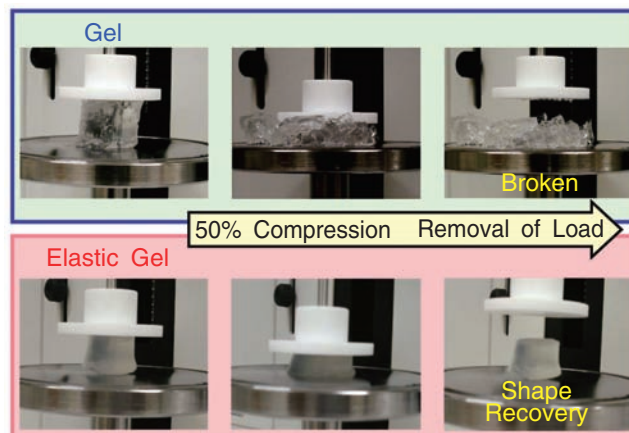 Gel
Broken
50% Compression Removal of Load
Elastic Gel
Shape
Recovery